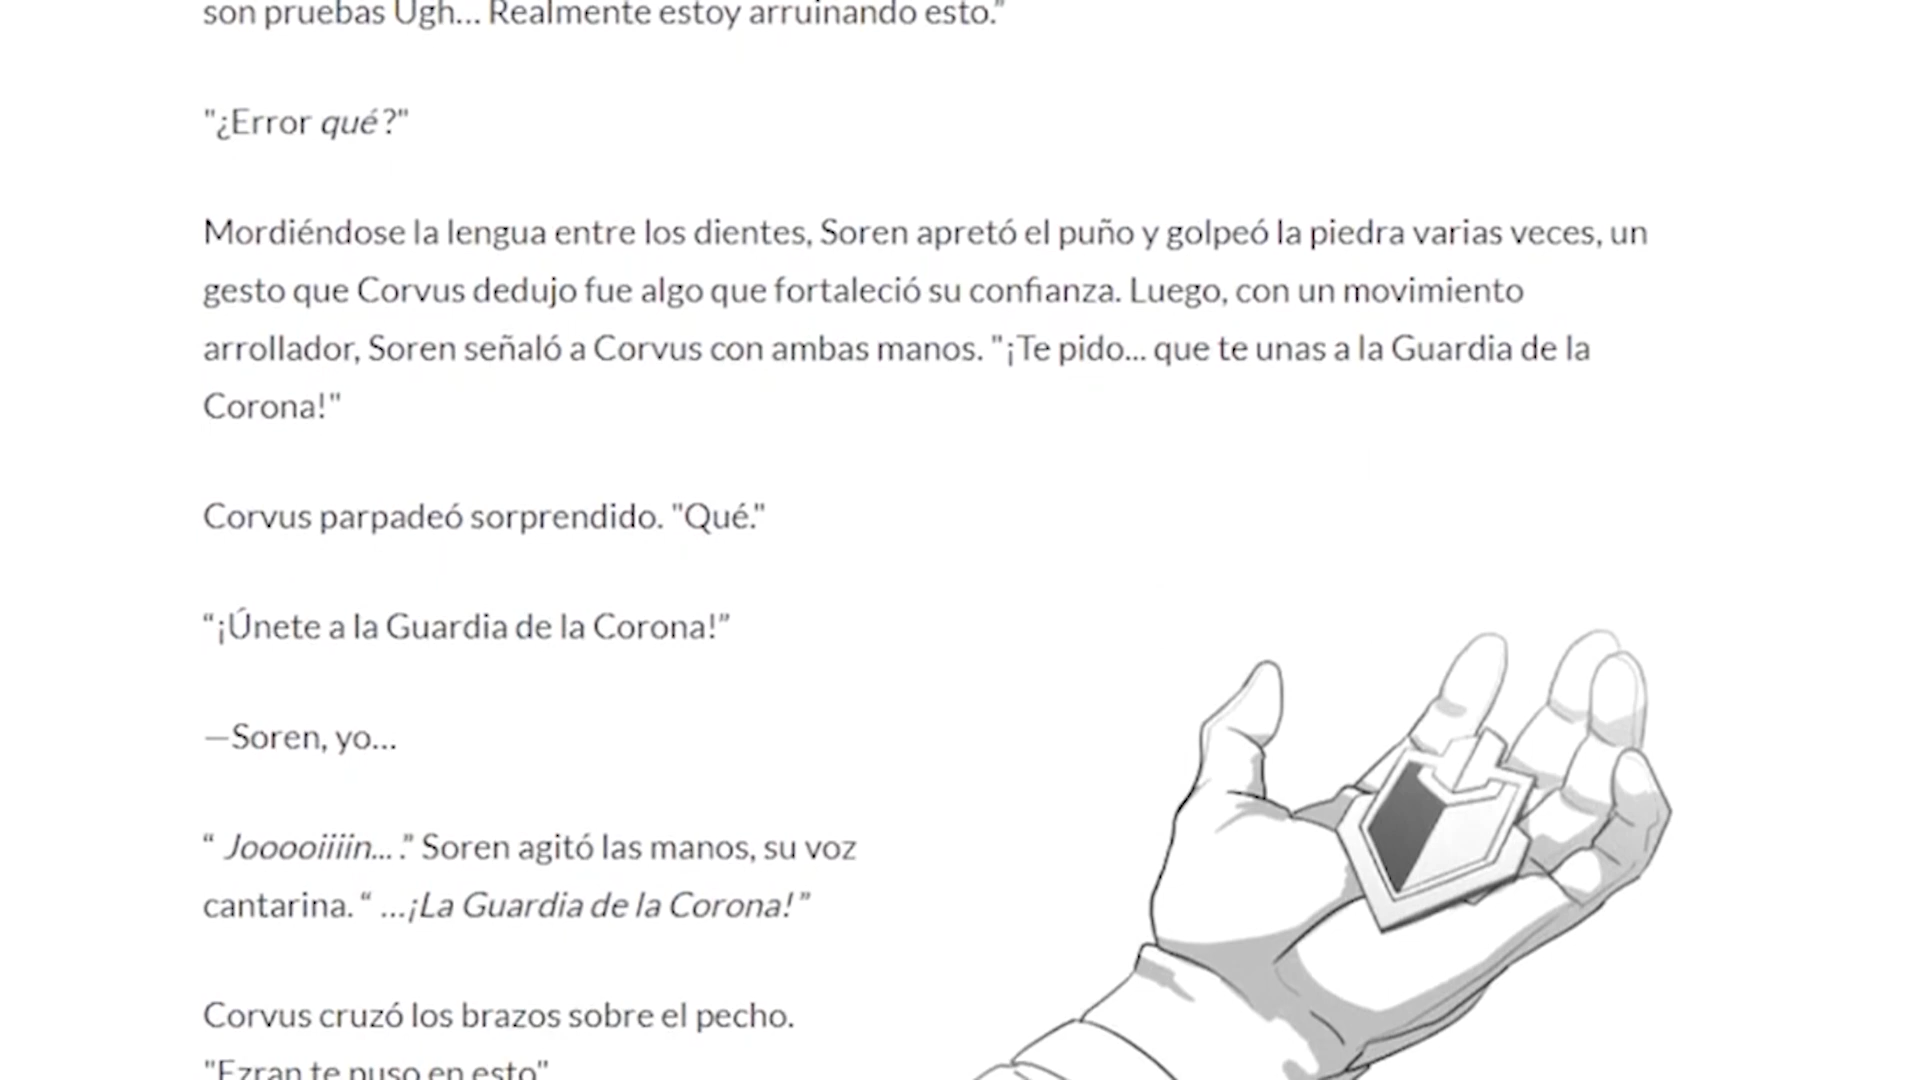 son pruebas Ugh... Realmente estoy arruinando esto."
"¿Error qué?"
Mordiéndose la lengua entre los dientes, Soren apretó el puño y golpeó la piedra varias veces, un
gesto que Corvus dedujo fue algo que fortaleció su confianza. Luego, con un movimiento
arrollador, Soren señaló a Corvus con ambas manos. "¡Te pido... que te unas a la Guardia de la
Corona!"
Corvus parpadeó sorprendido. "Qué."
“¡Únete a la Guardia de la Corona!”
—Soren, yo...
“ Jooooiiiin... .” Soren agitó las manos, su voz
cantarina. “ ...¡La Guardia de la Corona! ”
Corvus cruzó los brazos sobre el pecho.
"Ezran te puso en esto"